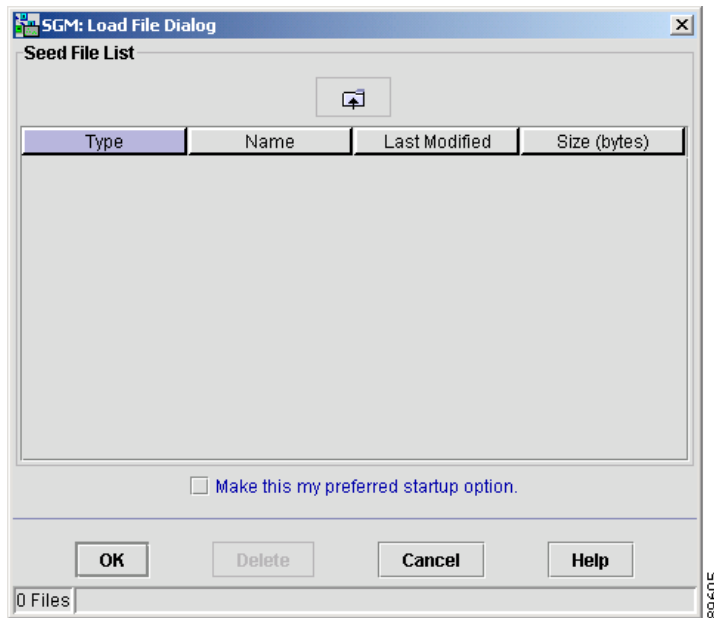 SGM: Load File Dialog
Seed File List
Type Name Last Modified Size (bytes)
Make this my preferred startup option.
OK Delete Cancel Help
0 Files
89605